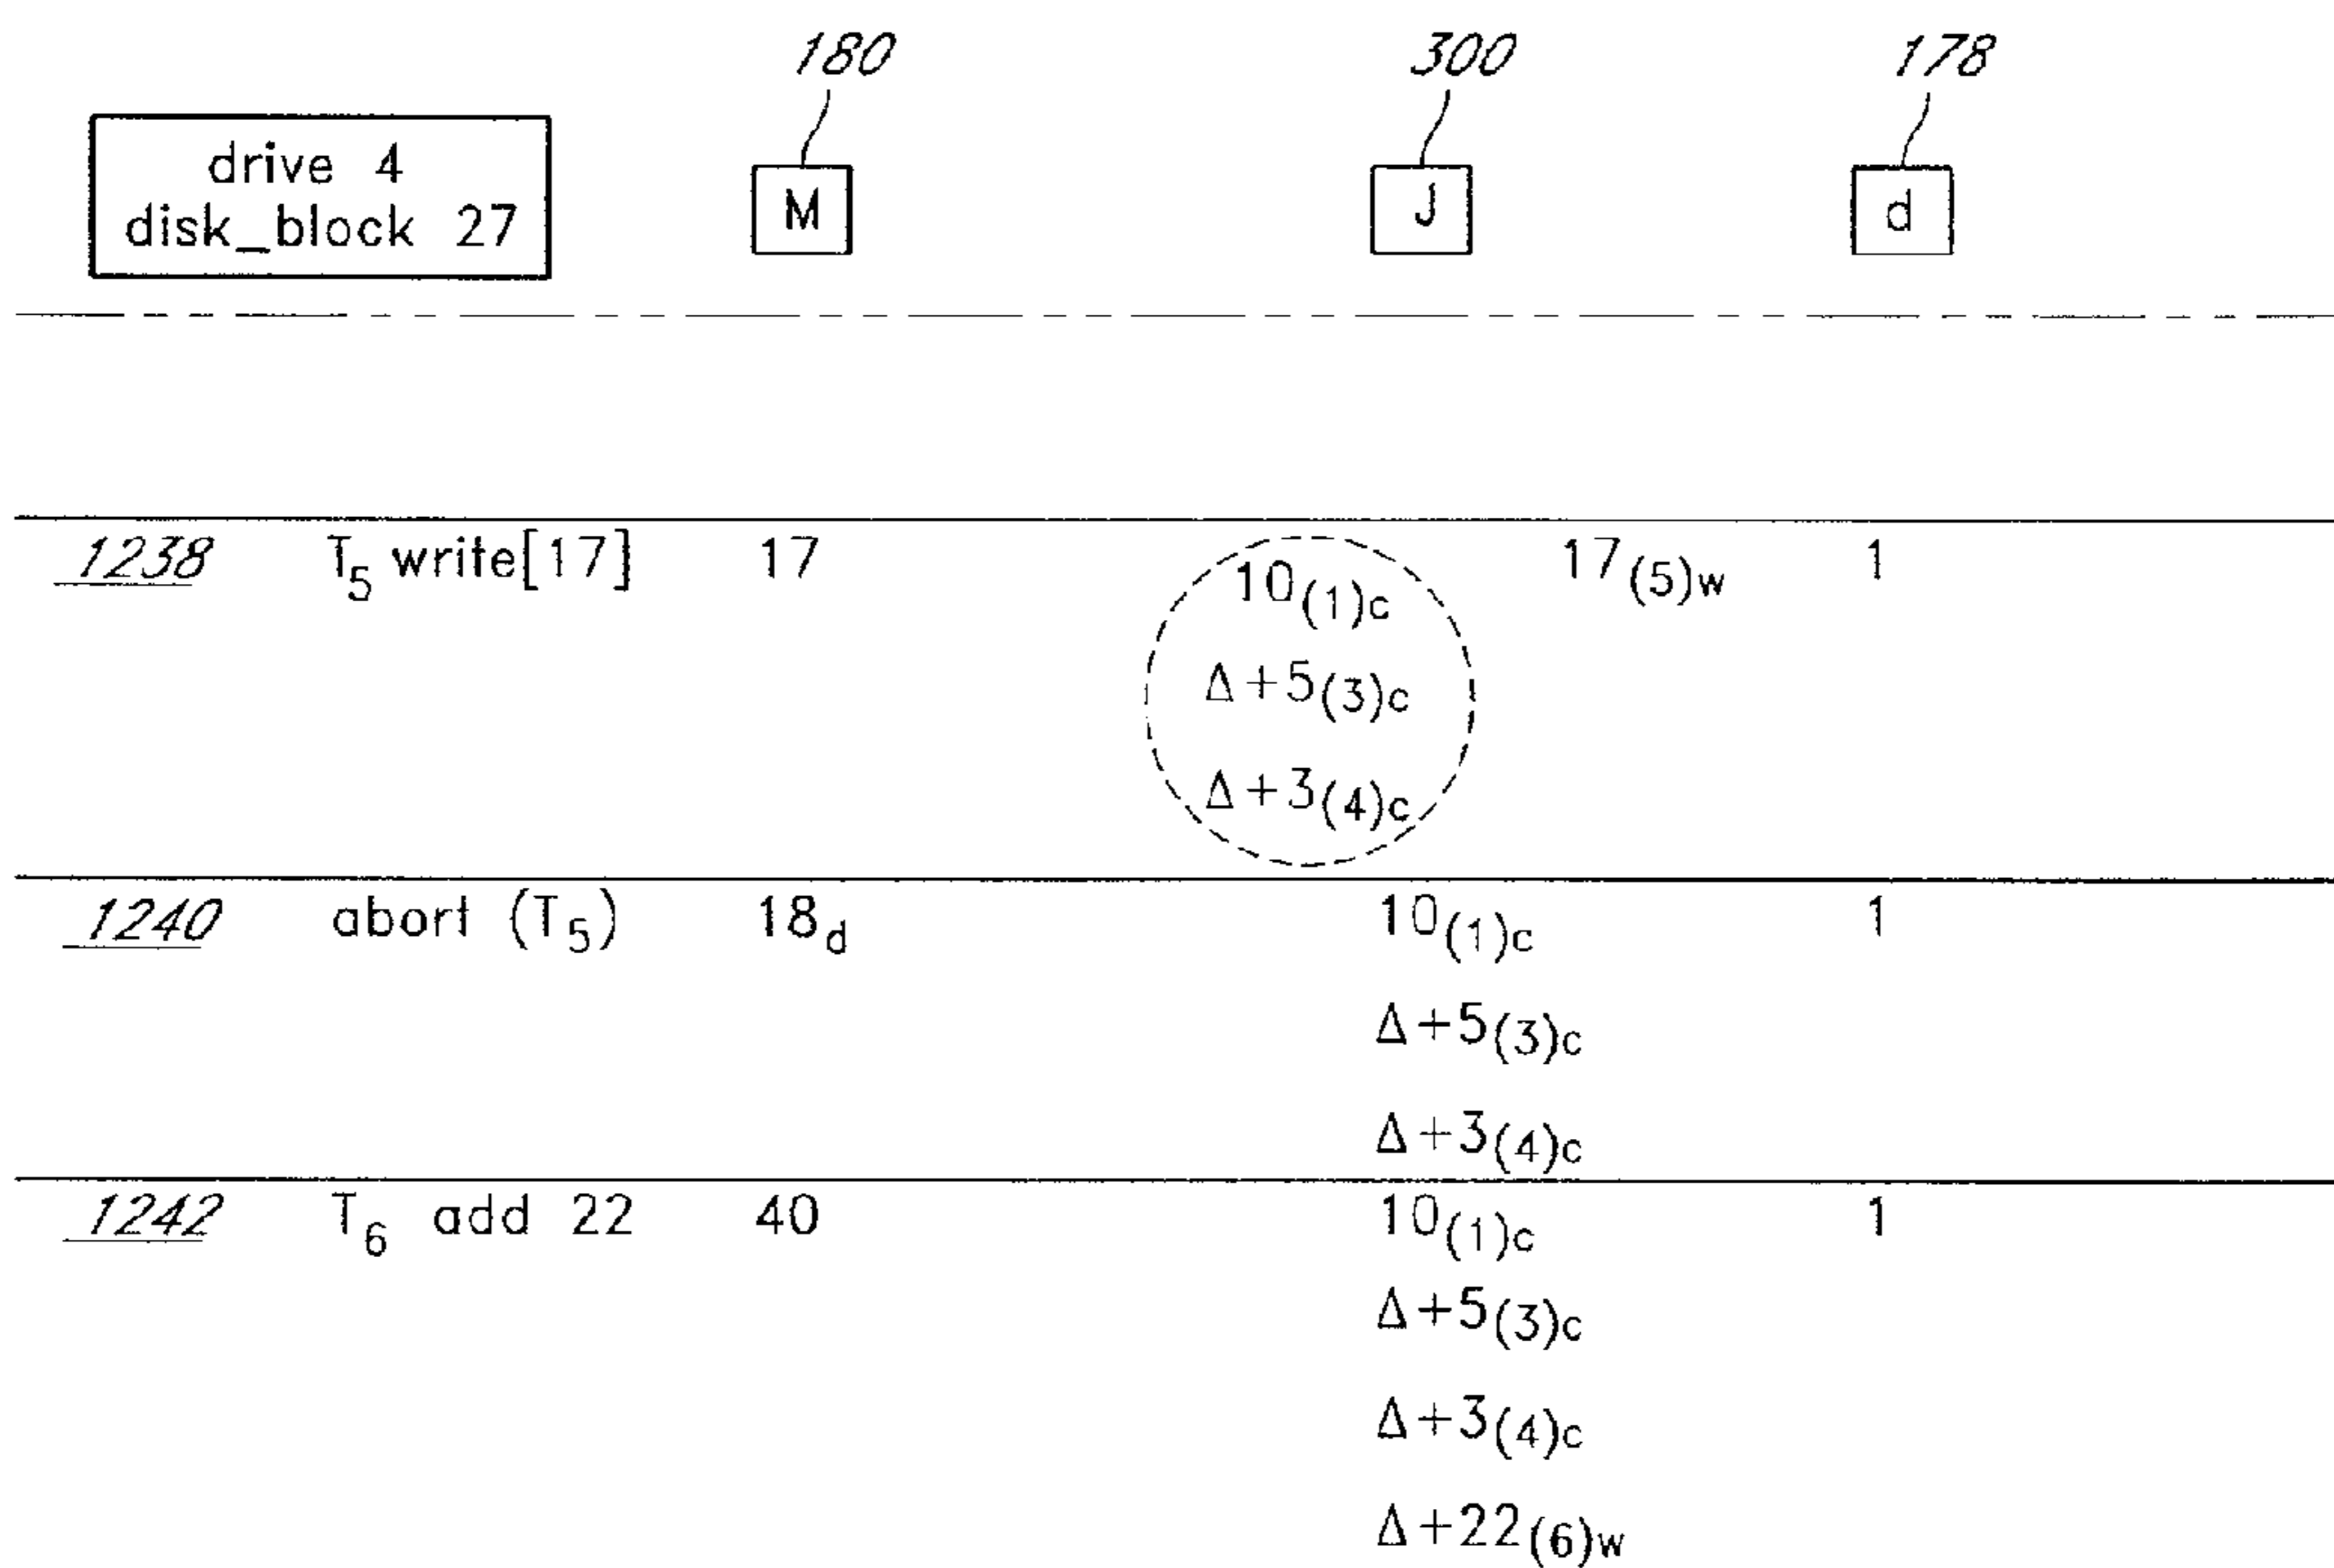 180 300 178
drive 4
disk_block 27
M J d
1238 T5 write[17] 17 10(1)c 17(5)w 1
Δ+5(3)c
Δ+3(4)c
1240 abort (T5) 18d 10(1)c 1
Δ+5(3)c
Δ+3(4)c
1242 T6 add 22 40 10(1)c 1
Δ+5(3)c
Δ+3(4)c
Δ+22(6)w